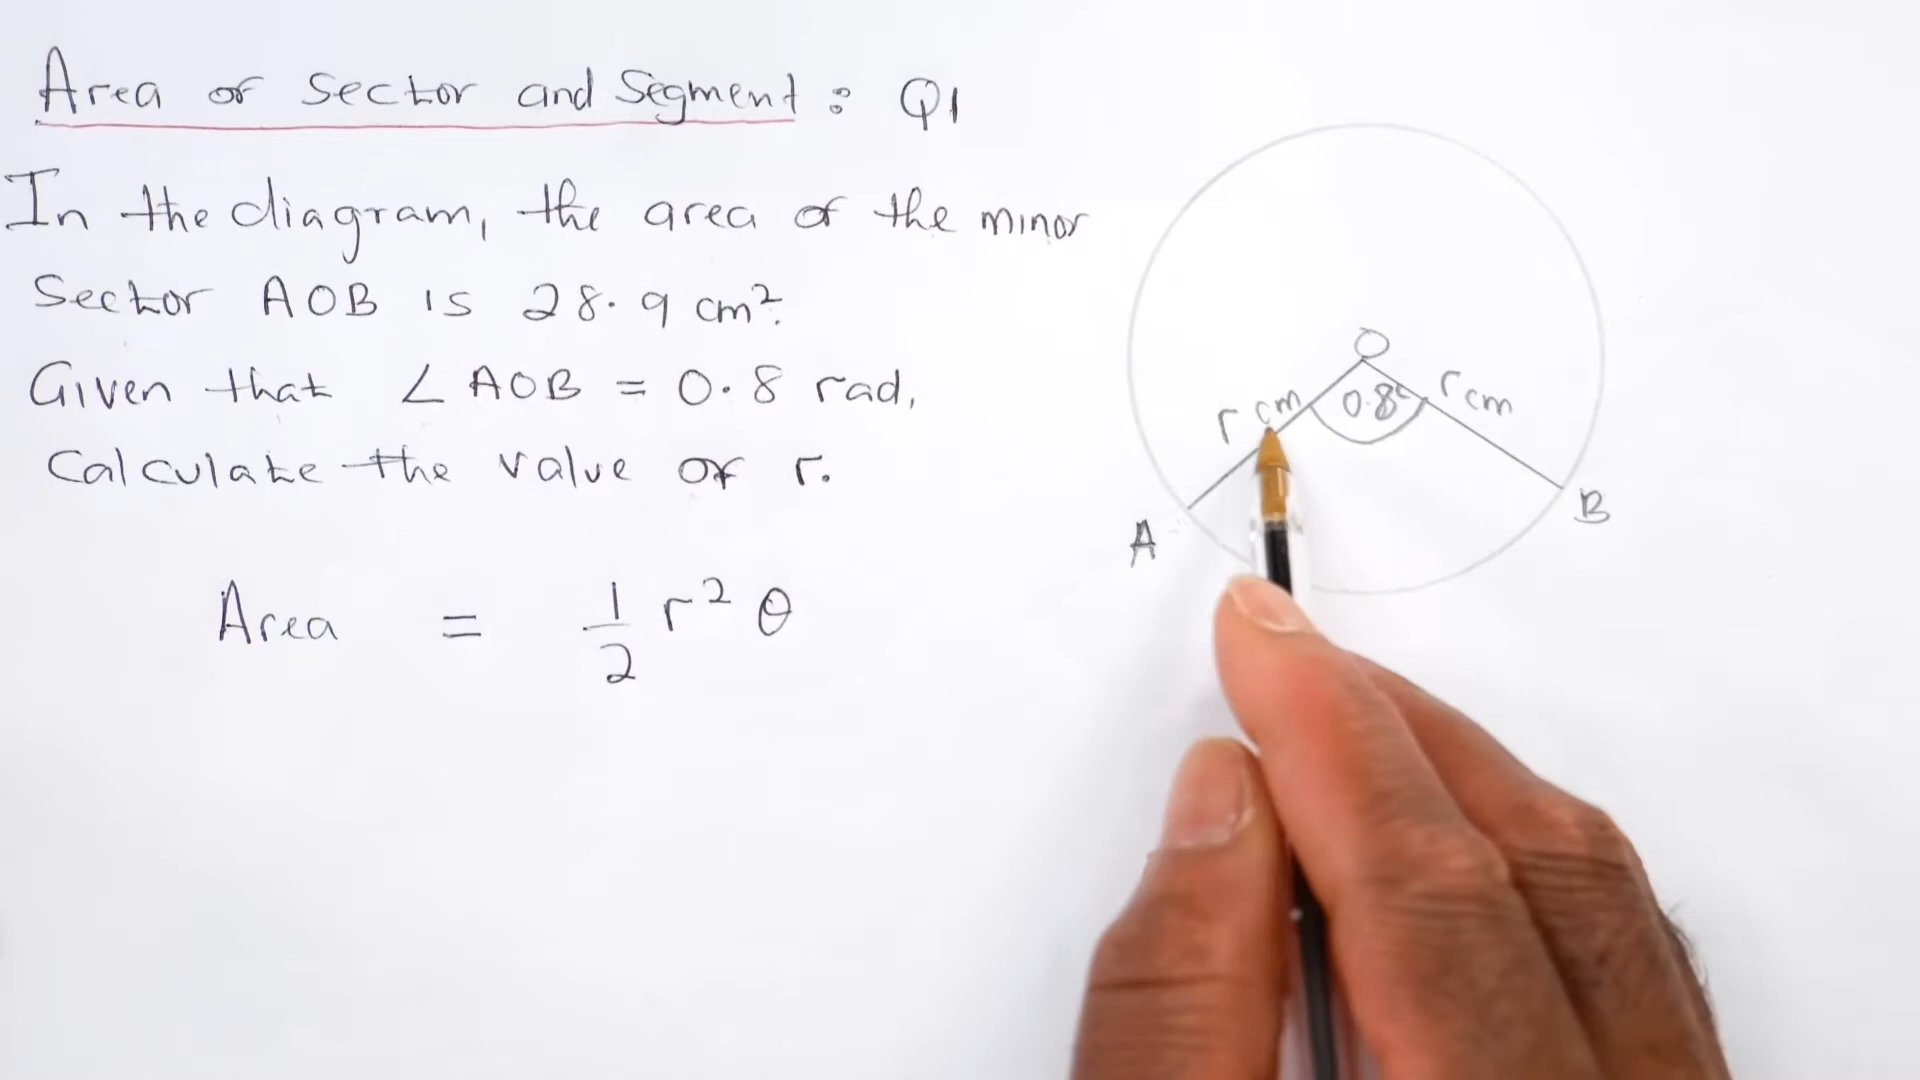 Area of Sector and Segment : Q1
In the diagram, the area of the minor
Sector AOB is 28.9 cm².
Given that ∠AOB = 0.8 rad,
Calculate the value of r.
Area = 1/2 r² θ
O
r cm
0.8ᶜ
r cm
A
B